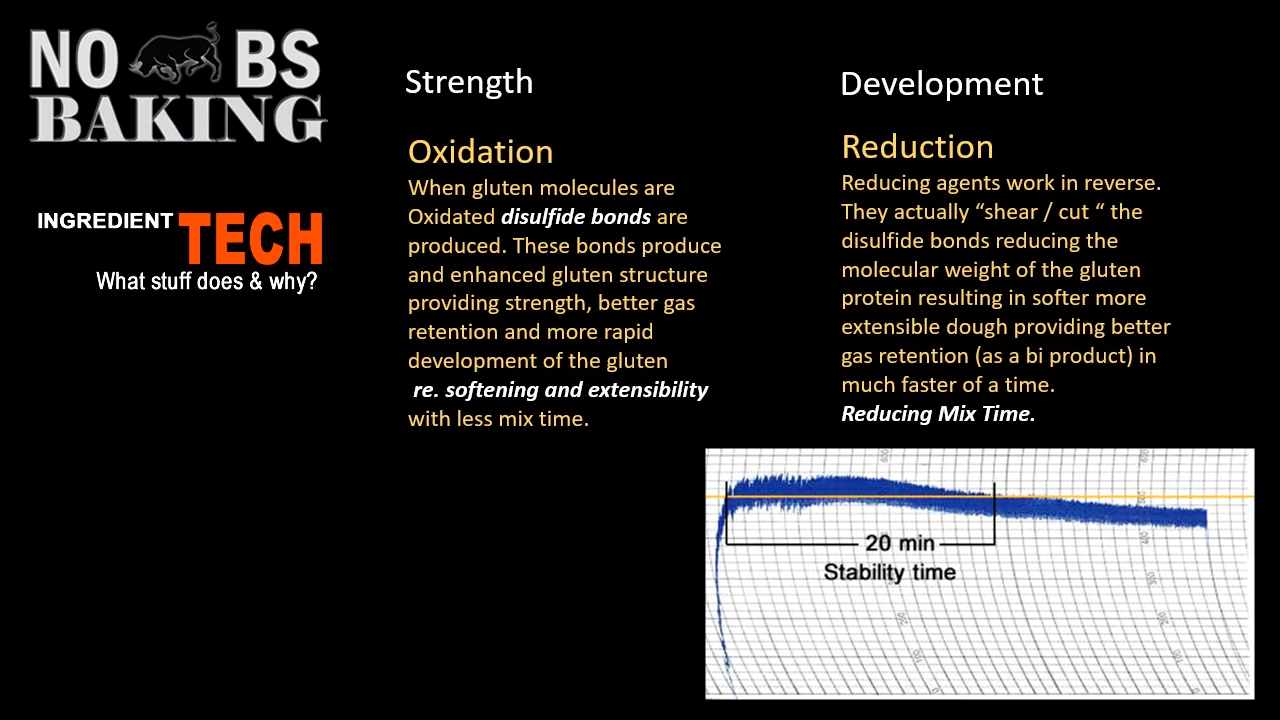 NO BS
BAKING
INGREDIENT TECH
What stuff does & why?
Strength
Oxidation
When gluten molecules are
Oxidated disulfide bonds are
produced. These bonds produce
and enhanced gluten structure
providing strength, better gas
retention and more rapid
development of the gluten
re. softening and extensibility
with less mix time.
Development
Reduction
Reducing agents work in reverse.
They actually “shear / cut “ the
disulfide bonds reducing the
molecular weight of the gluten
protein resulting in softer more
extensible dough providing better
gas retention (as a bi product) in
much faster of a time.
Reducing Mix Time.
20 min
Stability time